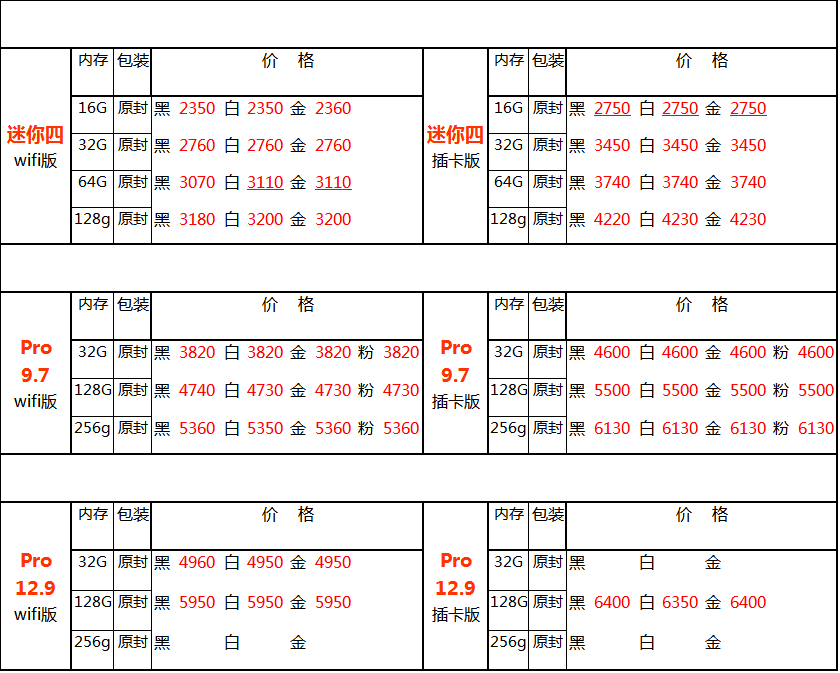 内存 包装 价 格 内存 包装 价 格
迷你四 wifi版 16G 原封 黑 2350 白 2350 金 2360 迷你四 插卡版 16G 原封 黑 2750 白 2750 金 2750
32G 原封 黑 2760 白 2760 金 2760 32G 原封 黑 3450 白 3450 金 3450
64G 原封 黑 3070 白 3110 金 3110 64G 原封 黑 3740 白 3740 金 3740
128g 原封 黑 3180 白 3200 金 3200 128g 原封 黑 4220 白 4230 金 4230
内存 包装 价 格 内存 包装 价 格
Pro 9.7 wifi版 32G 原封 黑 3820 白 3820 金 3820 粉 3820 Pro 9.7 插卡版 32G 原封 黑 4600 白 4600 金 4600 粉 4600
128G 原封 黑 4740 白 4730 金 4730 粉 4730 128G 原封 黑 5500 白 5500 金 5500 粉 5500
256g 原封 黑 5360 白 5350 金 5360 粉 5360 256g 原封 黑 6130 白 6130 金 6130 粉 6130
内存 包装 价 格 内存 包装 价 格
Pro 12.9 wifi版 32G 原封 黑 4960 白 4950 金 4950 Pro 12.9 插卡版 32G 原封 黑 白 金
128G 原封 黑 5950 白 5950 金 5950 128G 原封 黑 6400 白 6350 金 6400
256g 原封 黑 白 金 256g 原封 黑 白 金